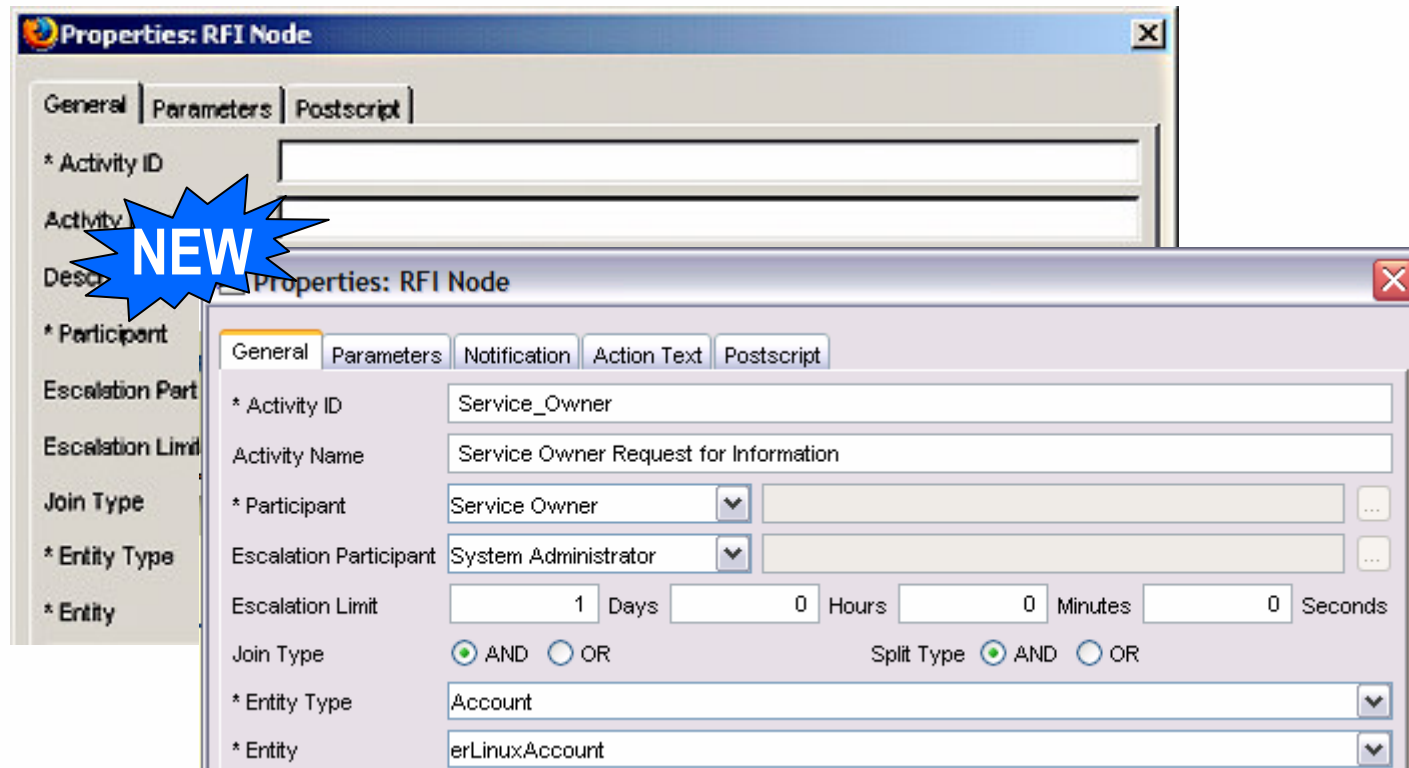 Properties: RFI Node
General Parameters Postscript
* Activity ID
Activity
NEW
* Participant
Escalation Part
Escalation Limit
Join Type
* Entity Type
* Entity
Properties: RFI Node
General Parameters Notification Action Text Postscript
* Activity ID Service_Owner
Activity Name Service Owner Request for Information
* Participant Service Owner ...
Escalation Participant System Administrator ...
Escalation Limit 1 Days 0 Hours 0 Minutes 0 Seconds
Join Type AND OR Split Type AND OR
* Entity Type Account
* Entity erLinuxAccount